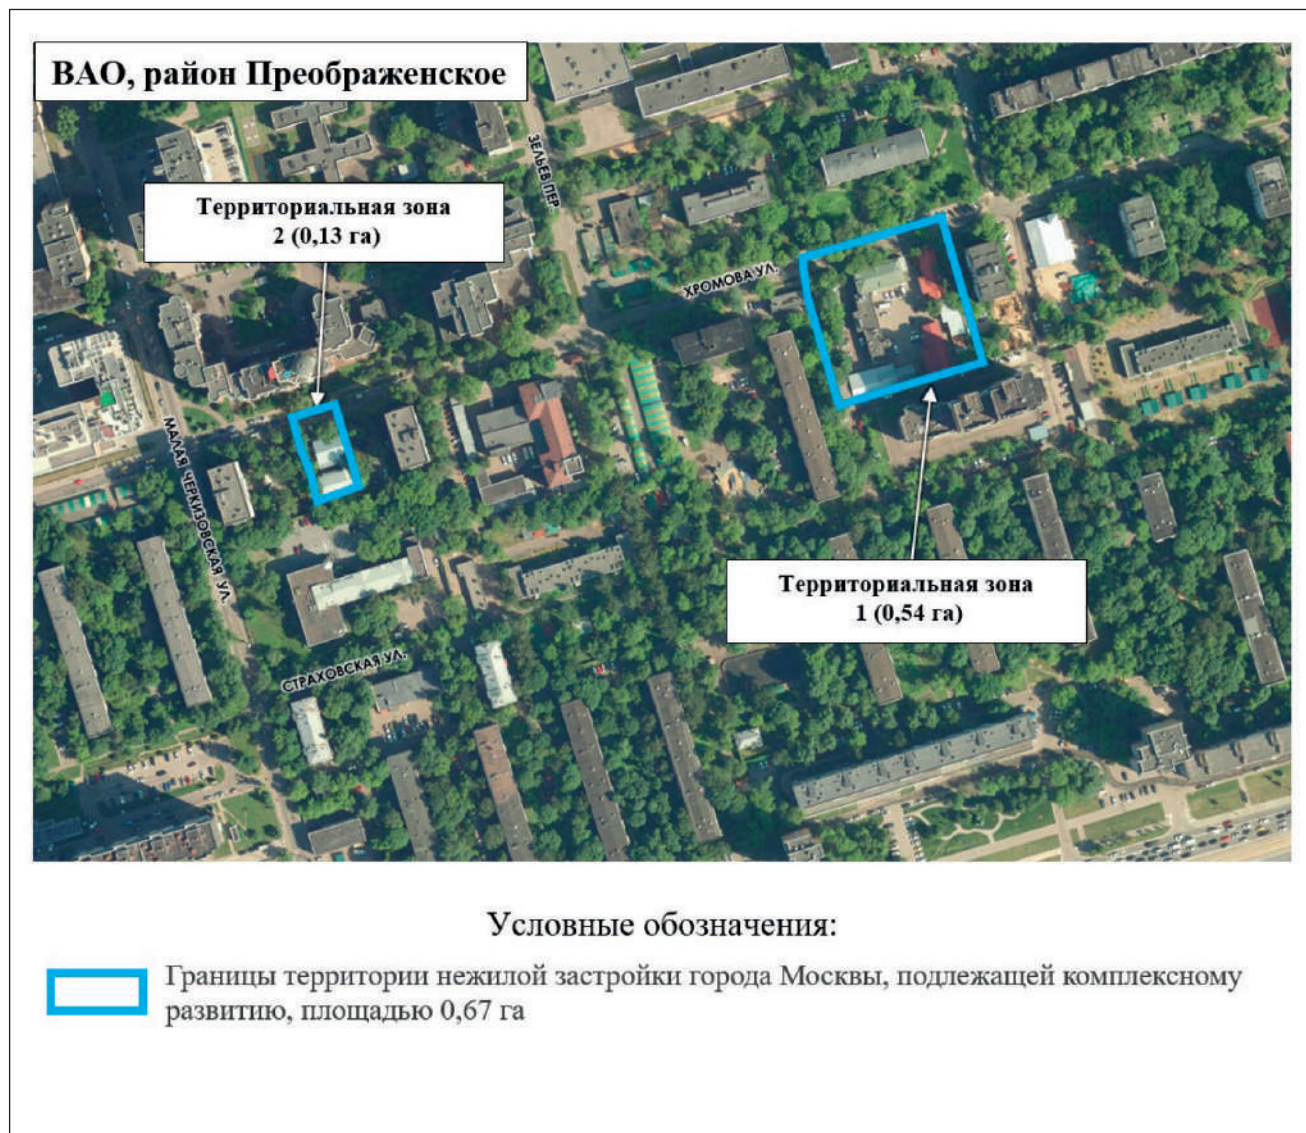 ВАО, район Преображенское
ЗЕЛЬЕВ ПЕР.
Территориальная зона
2 (0,13 га)
ХРОМОВА УЛ.
МАЛАЯ ЧЕРКИЗОВСКАЯ УЛ.
Территориальная зона
1 (0,54 га)
СТРАХОВСКАЯ УЛ.
Условные обозначения:
Границы территории нежилой застройки города Москвы, подлежащей комплексному
развитию, площадью 0,67 га